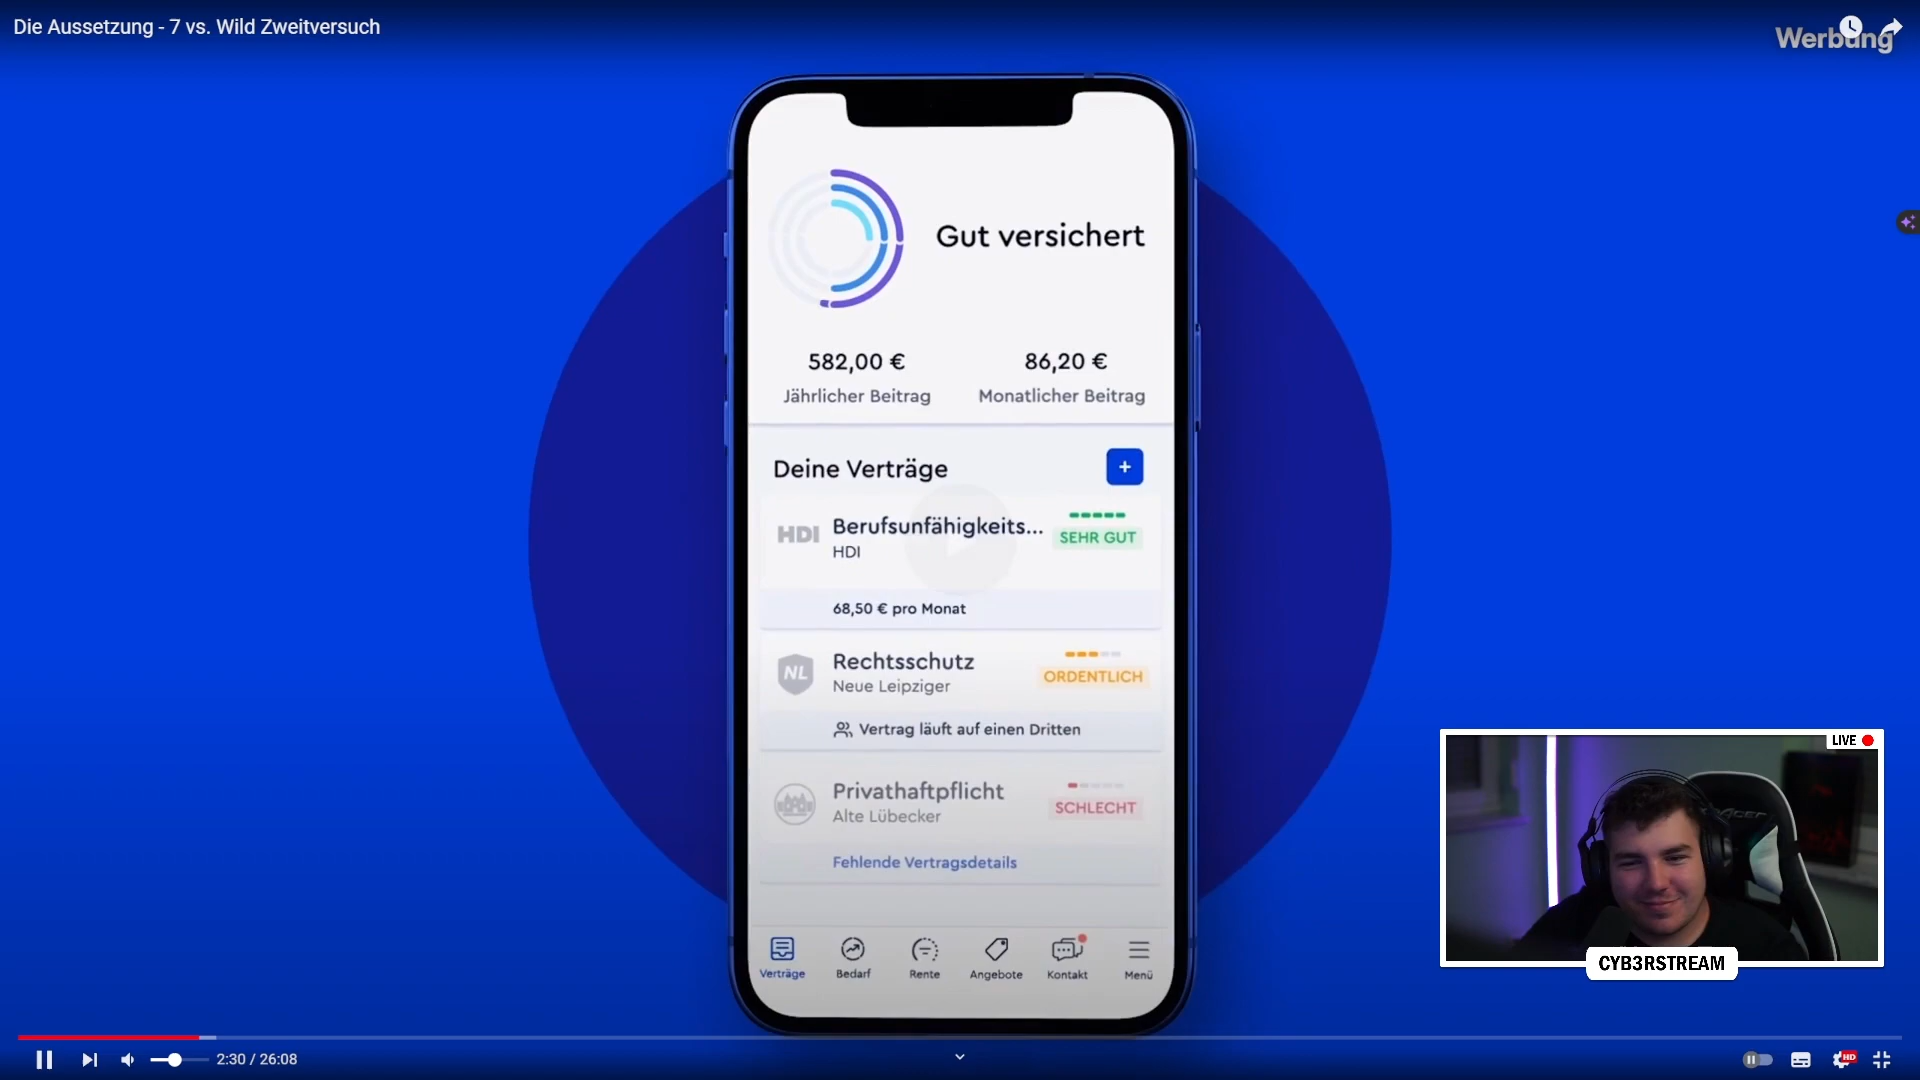 Die Aussetzung - 7 vs. Wild Zweitversuch
Werbung
Gut versichert
582,00 €
Jährlicher Beitrag
86,20 €
Monatlicher Beitrag
Deine Verträge
+
HDI
Berufsunfähigkeits...
HDI
SEHR GUT
68,50 € pro Monat
NL
Rechtsschutz
Neue Leipziger
ORDENTLICH
Vertrag läuft auf einen Dritten
Privathaftpflicht
Alte Lübecker
SCHLECHT
Fehlende Vertragsdetails
Verträge
Bedarf
Rente
Angebote
Kontakt
Menü
LIVE
CYB3RSTREAM
2:30 / 26:08
HD